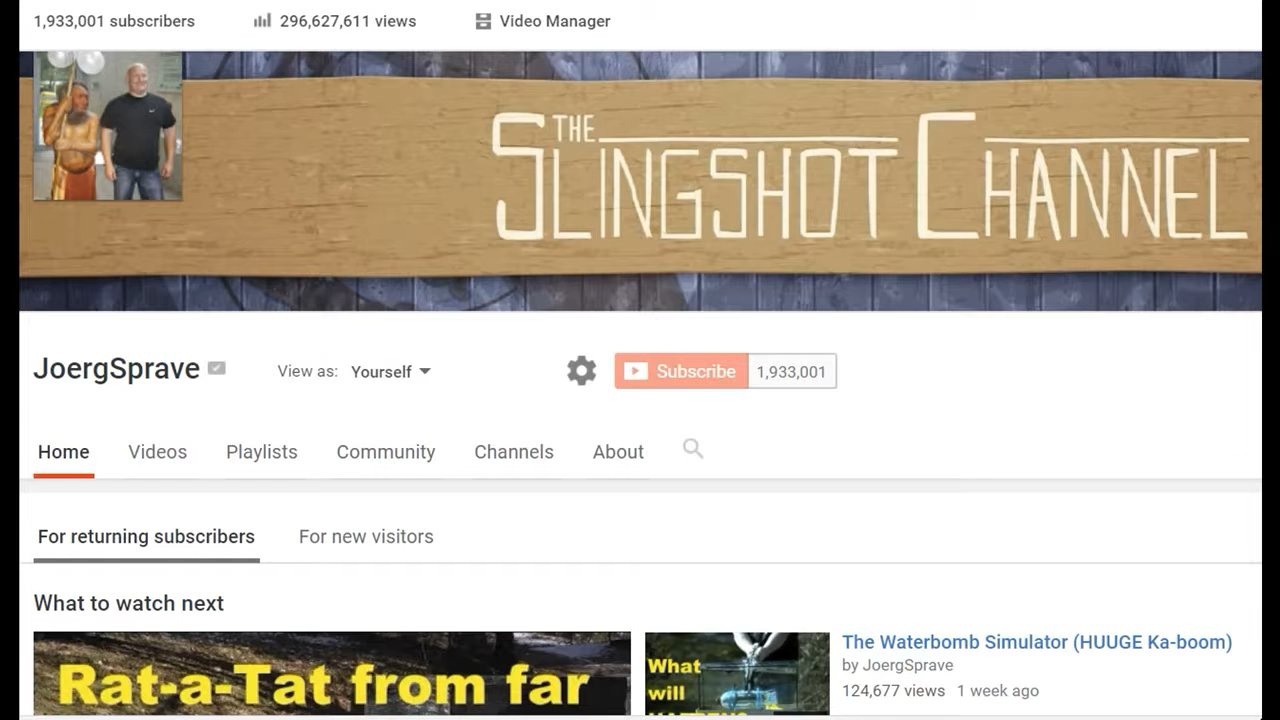 1,933,001 subscribers 296,627,611 views Video Manager
THE SLINGSHOT CHANNEL
JoergSprave View as: Yourself Subscribe 1,933,001
Home Videos Playlists Community Channels About
For returning subscribers For new visitors
What to watch next
Rat-a-Tat from far
What
will
The Waterbomb Simulator (HUUGE Ka-boom)
by JoergSprave
124,677 views 1 week ago